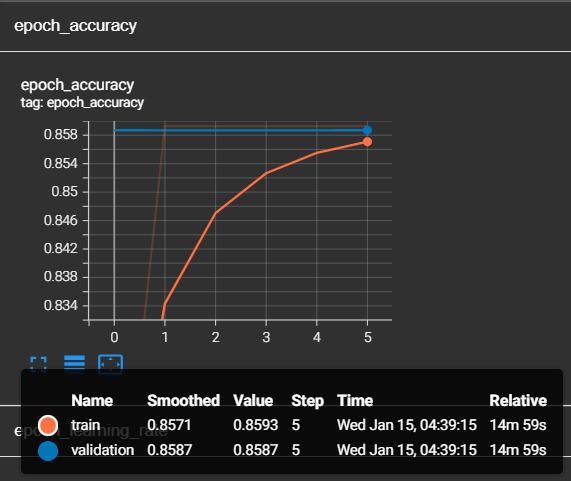 epoch_accuracy
epoch_accuracy
tag: epoch_accuracy
0.858
0.854
0.85
0.846
0.842
0.838
0.834
0 1 2 3 4 5
Name Smoothed Value Step Time Relative
train 0.8571 0.8593 5 Wed Jan 15, 04:39:15 14m 59s
epoch_learning_rate
validation 0.8587 0.8587 5 Wed Jan 15, 04:39:15 14m 59s